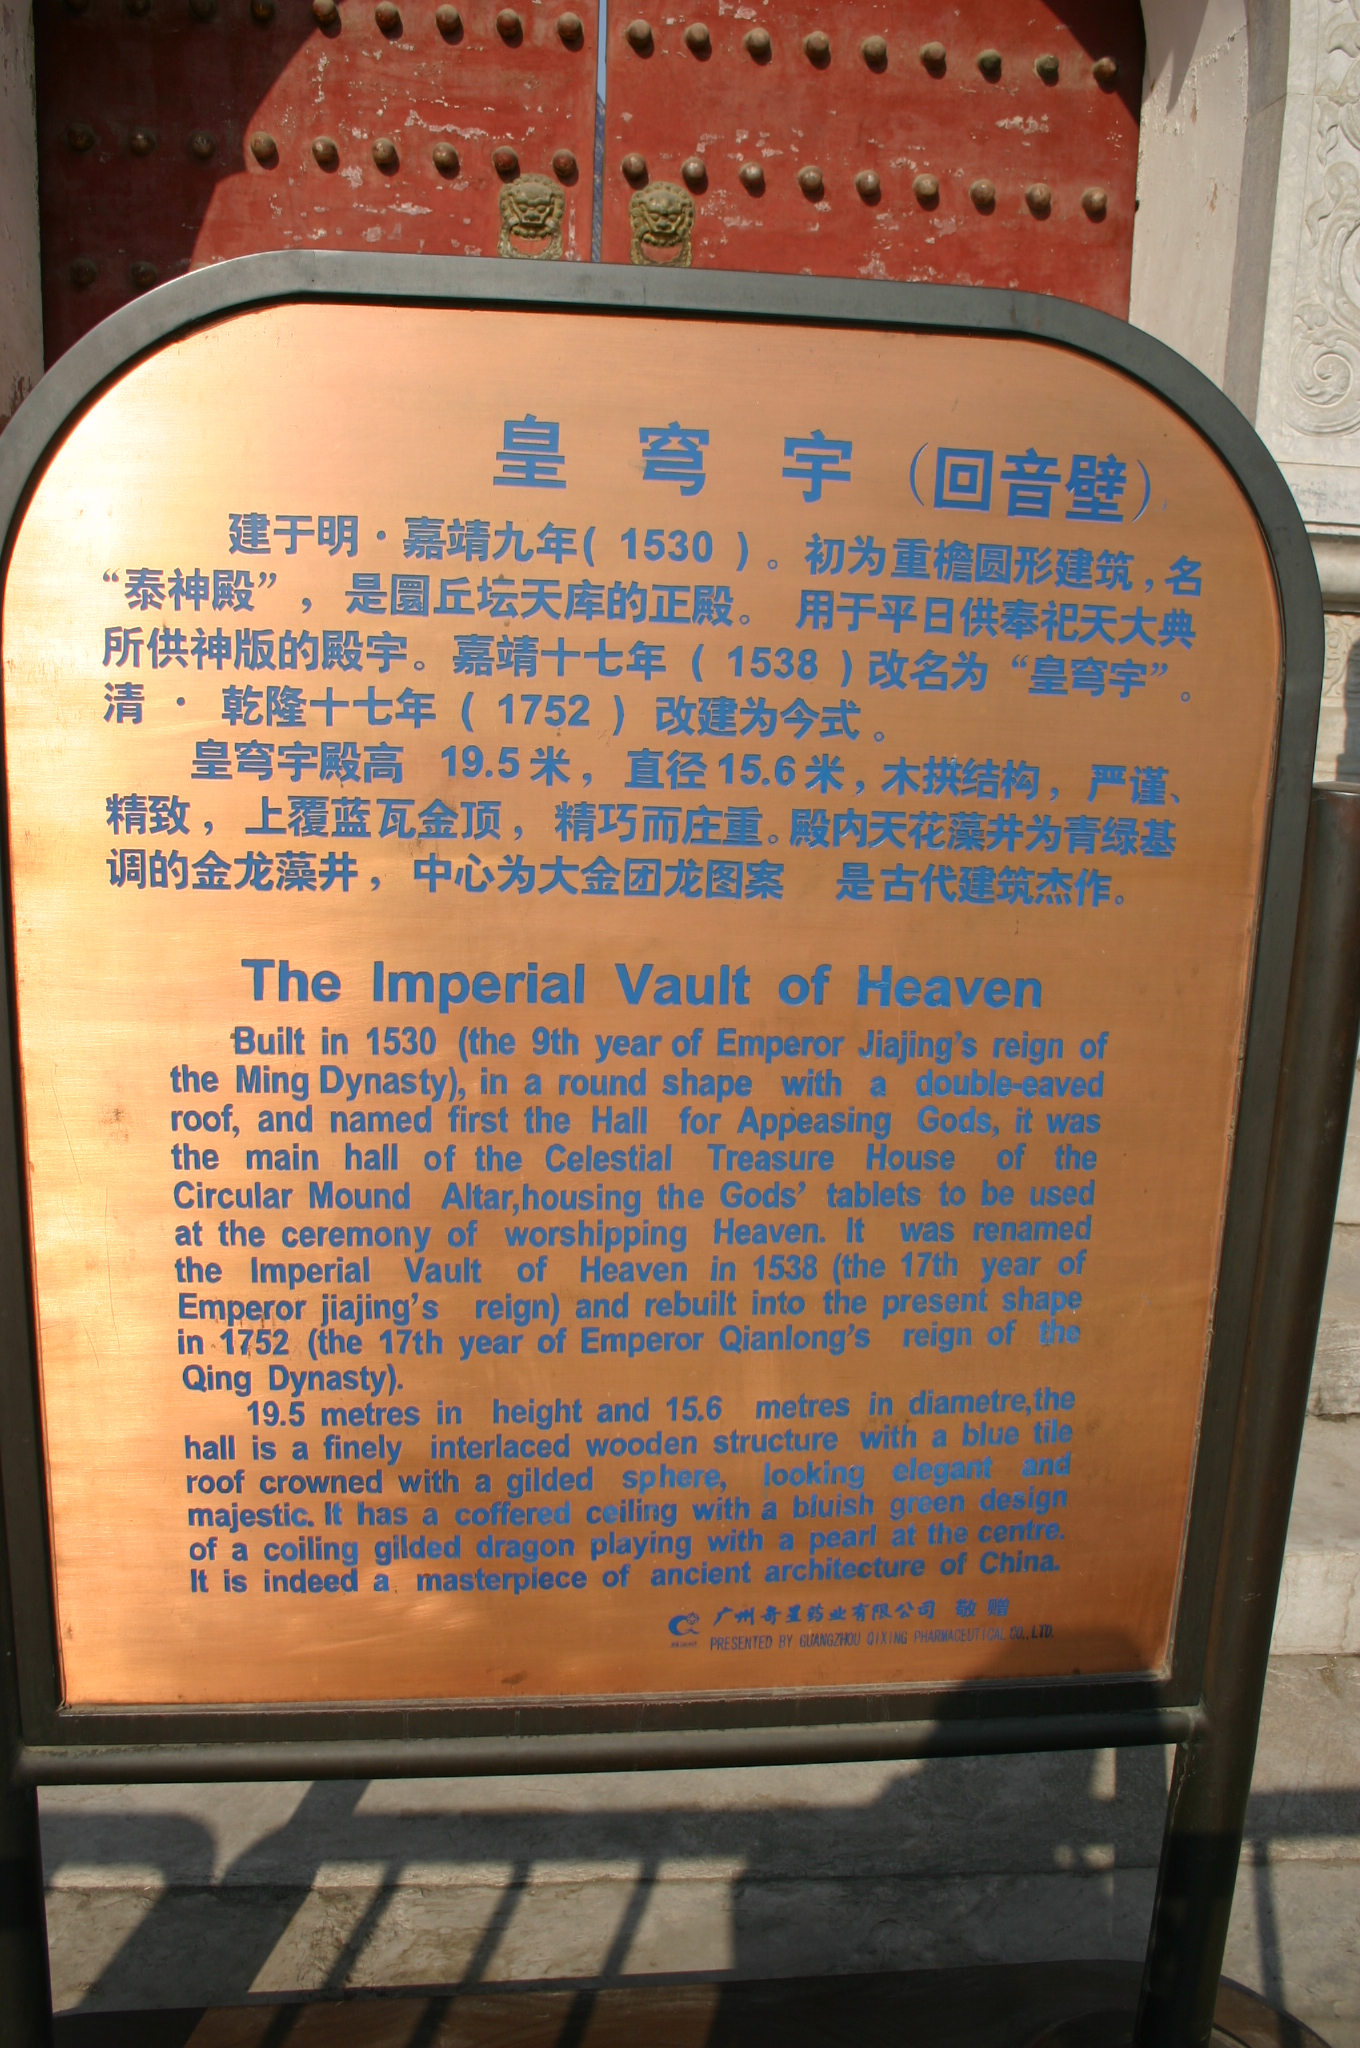 皇穹宇（回音壁）
建于明·嘉靖九年( 1530 )。初为重檐圆形建筑,名
“泰神殿”，是圜丘坛天库的正殿。 用于平日供奉祀天大典
所供神版的殿宇。嘉靖十七年 ( 1538 ) 改名为“皇穹宇”。
清 · 乾隆十七年 ( 1752 ) 改建为今式。
皇穹宇殿高 19.5米，直径15.6米，木拱结构，严谨、
精致，上覆蓝瓦金顶，精巧而庄重。殿内天花藻井为青绿基
调的金龙藻井，中心为大金团龙图案 是古代建筑杰作。
The Imperial Vault of Heaven
Built in 1530 (the 9th year of Emperor Jiajing's reign of
the Ming Dynasty), in a round shape with a double-eaved
roof, and named first the Hall for Appeasing Gods, it was
the main hall of the Celestial Treasure House of the
Circular Mound Altar,housing the Gods' tablets to be used
at the ceremony of worshipping Heaven. It was renamed
the Imperial Vault of Heaven in 1538 (the 17th year of
Emperor jiajing's reign) and rebuilt into the present shape
in 1752 (the 17th year of Emperor Qianlong's reign of the
Qing Dynasty).
19.5 metres in height and 15.6 metres in diametre,the
hall is a finely interlaced wooden structure with a blue tile
roof crowned with a gilded sphere, looking elegant and
majestic. It has a coffered ceiling with a bluish green design
of a coiling gilded dragon playing with a pearl at the centre.
It is indeed a masterpiece of ancient architecture of China.
广州奇星药业有限公司 敬赠
PRESENTED BY GUANGZHOU QIXING PHARMACEUTICAL CO., LTD.